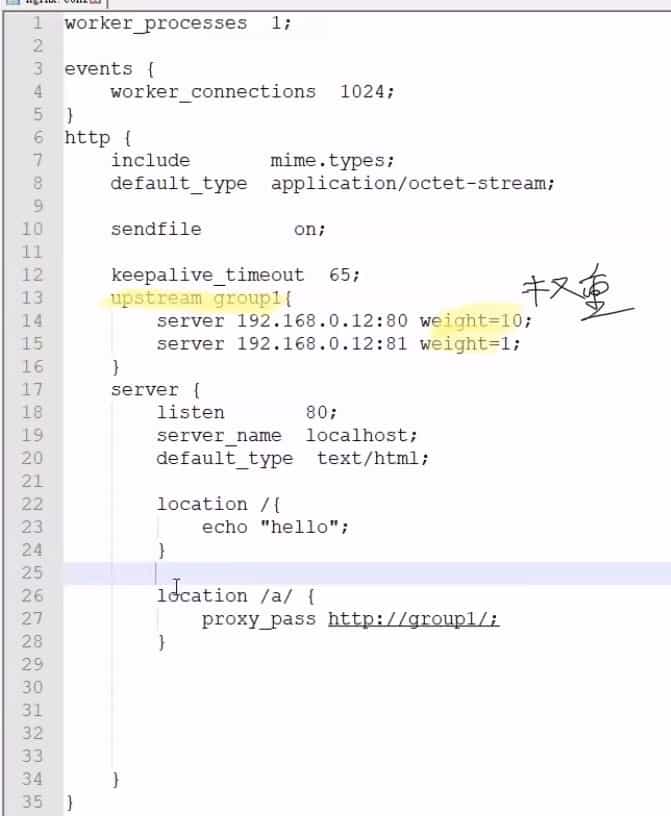 1 worker_processes  1;
2
3 events {
4     worker_connections  1024;
5 }
6 http {
7     include       mime.types;
8     default_type  application/octet-stream;
9
10     sendfile        on;
11
12     keepalive_timeout  65;
13     upstream group1{
权重
14         server 192.168.0.12:80 weight=10;
15         server 192.168.0.12:81 weight=1;
16     }
17     server {
18         listen       80;
19         server_name  localhost;
20         default_type  text/html;
21
22         location /{
23             echo "hello";
24         }
25
26         location /a/ {
27             proxy_pass http://group1/;
28         }
29
30
31
32
33
34     }
35 }